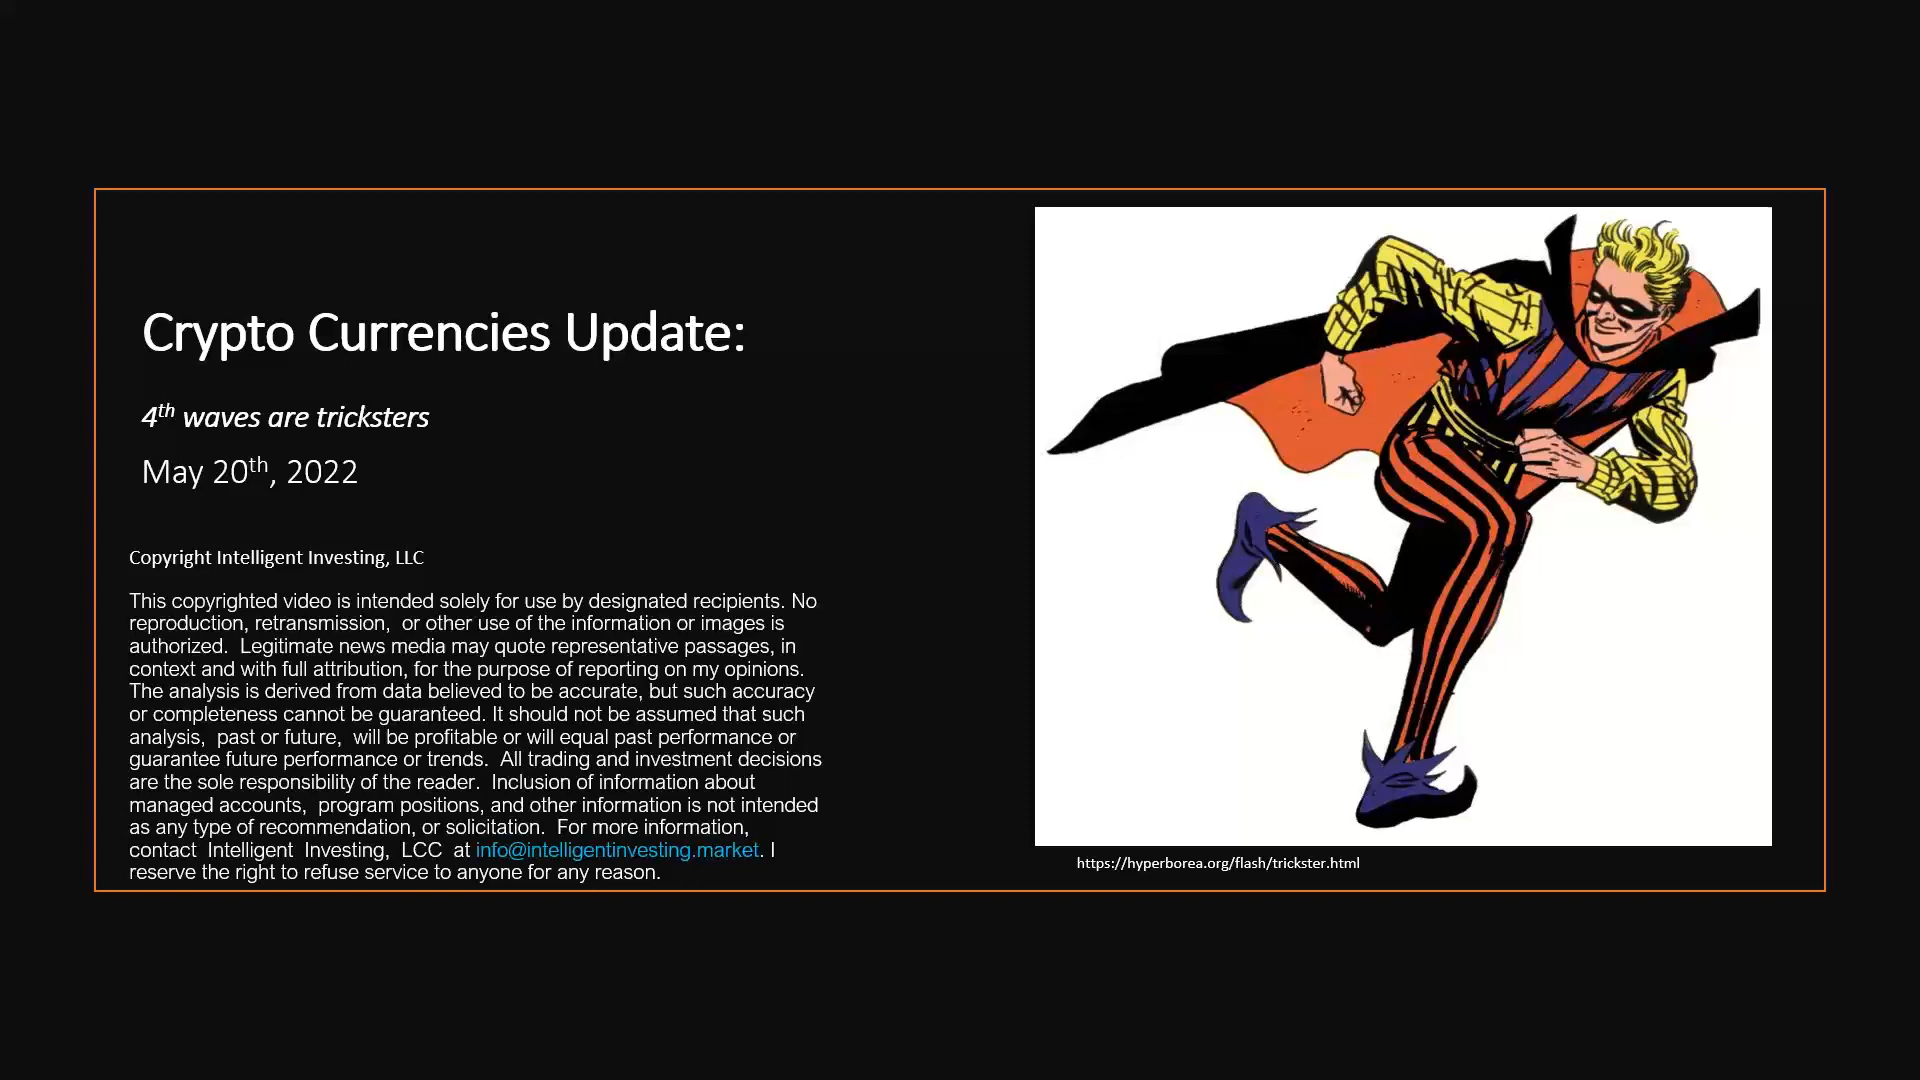 Crypto Currencies Update:
4th waves are tricksters
May 20th, 2022
Copyright Intelligent Investing, LLC
This copyrighted video is intended solely for use by designated recipients. No
reproduction, retransmission, or other use of the information or images is
authorized. Legitimate news media may quote representative passages, in
context and with full attribution, for the purpose of reporting on my opinions.
The analysis is derived from data believed to be accurate, but such accuracy
or completeness cannot be guaranteed. It should not be assumed that such
analysis, past or future, will be profitable or will equal past performance or
guarantee future performance or trends. All trading and investment decisions
are the sole responsibility of the reader. Inclusion of information about
managed accounts, program positions, and other information is not intended
as any type of recommendation, or solicitation. For more information,
contact Intelligent Investing, LCC at info@intelligentinvesting.market. I
reserve the right to refuse service to anyone for any reason.
https://hyperborea.org/flash/trickster.html